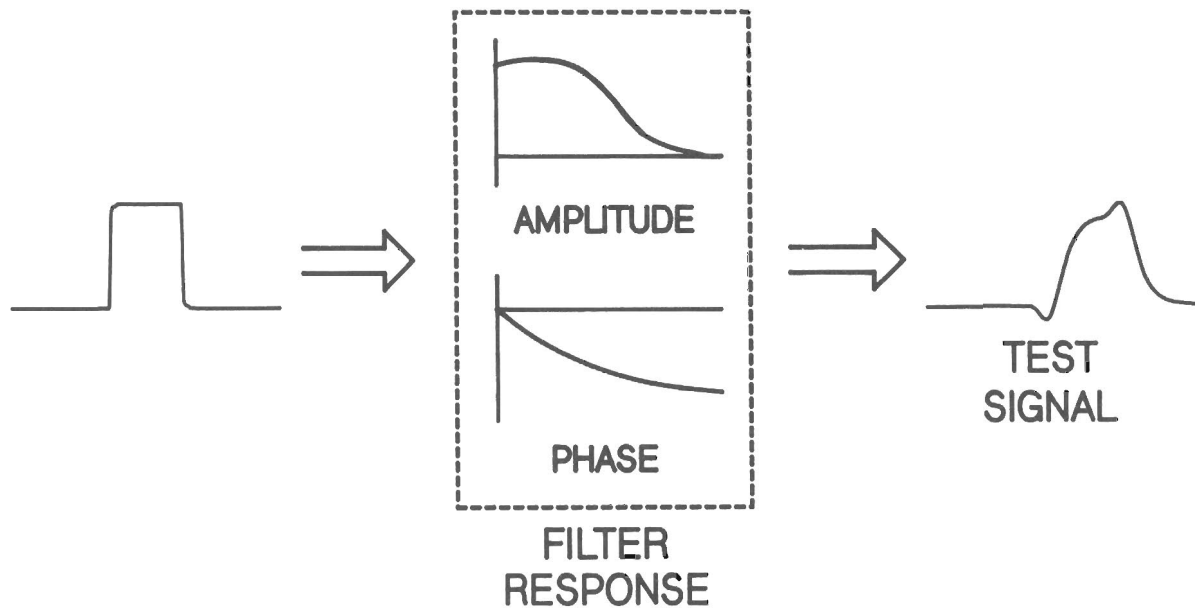 AMPLITUDE
PHASE
FILTER
RESPONSE
TEST
SIGNAL